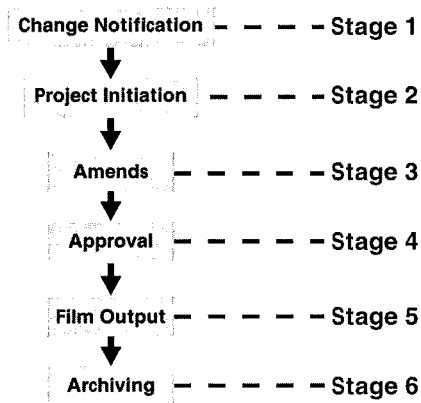 Change Notification Stage 1
Project Initiation Stage 2
Amends Stage 3
Approval Stage 4
Film Output Stage 5
Archiving Stage 6